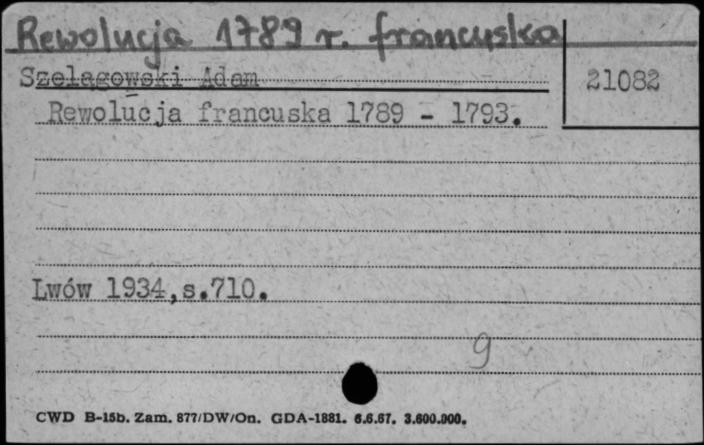 Rewolucja 1789 r. francuska
Szelągowski Adam
21082
Rewolucja francuska 1789 - 1793.
Lwów 1934,s.710.
9
CWD B-15b. Zam. 877/DW/On. GDA-1881. 6.6.67. 3.600.000.